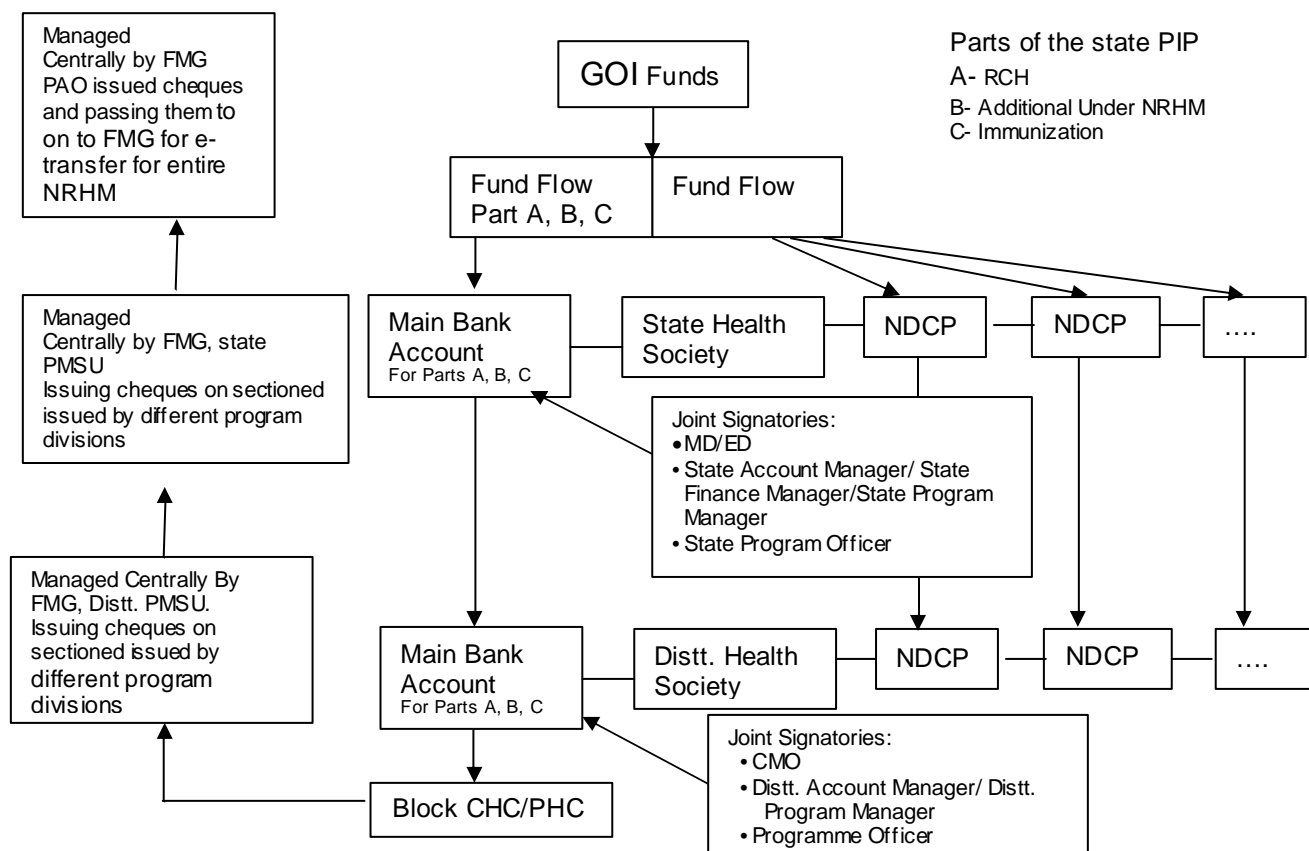 Managed
Centrally by FMG
PAO issued cheques
and passing them to
on to FMG for e-
transfer for entire
NRHM
GOI Funds
Parts of the state PIP
A- RCH
B- Additional Under NRHM
C- Immunization
Fund Flow
Part A, B, C
Fund Flow
Managed
Centrally by FMG, state
PMSU
Issuing cheques on sectioned
issued by different program
divisions
Main Bank
Account
For Parts A, B, C
State Health
Society
NDCP
NDCP
....
Joint Signatories:
•MD/ED
• State Account Manager/ State
Finance Manager/State Program
Manager
• State Program Officer
Managed Centrally By
FMG, Distt. PMSU.
Issuing cheques on
sectioned issued by
different program
divisions
Main Bank
Account
For Parts A, B, C
Distt. Health
Society
NDCP
NDCP
....
Joint Signatories:
• CMO
• Distt. Account Manager/ Distt.
Program Manager
• Programme Officer
Block CHC/PHC